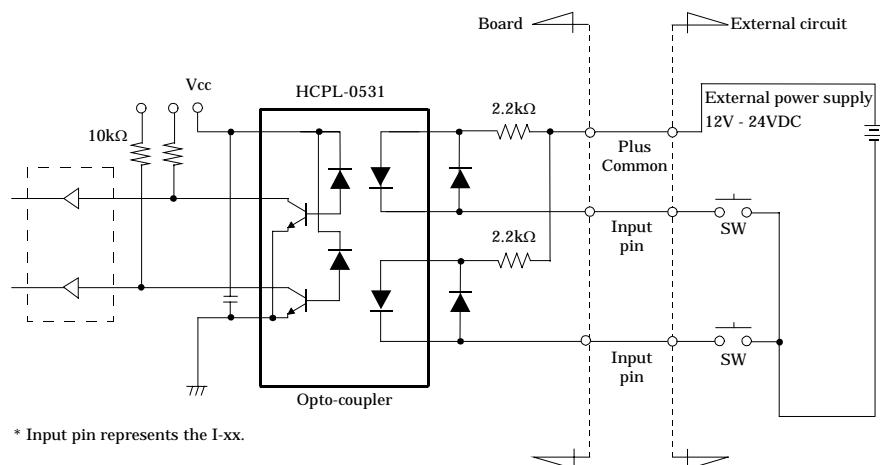 Board
External circuit
Vcc
HCPL-0531
2.2kΩ
External power supply
12V - 24VDC
10kΩ
Plus
Common
Input
pin
SW
2.2kΩ
Input
pin
SW
Opto-coupler
* Input pin represents the I-xx.